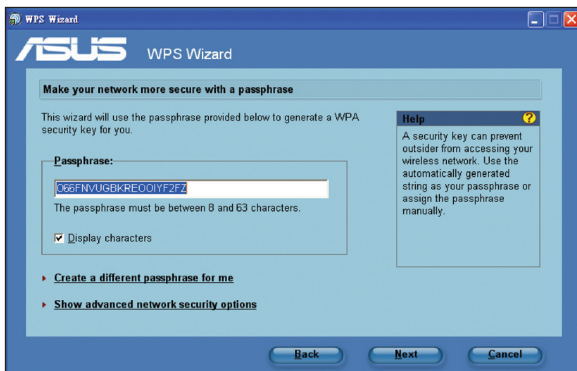 WPS Wizard
ASUS WPS Wizard
Make your network more secure with a passphrase
This wizard will use the passphrase provided below to generate a WPA
security key for you.
Passphrase:
O66FNVUGBKREOOIYF2FZ
The passphrase must be between 8 and 63 characters.
Display characters
Create a different passphrase for me
Show advanced network security options
Help
A security key can prevent
outsider from accessing your
wireless network. Use the
automatically generated
string as your passphrase or
assign the passphrase
manually.
Back Next Cancel